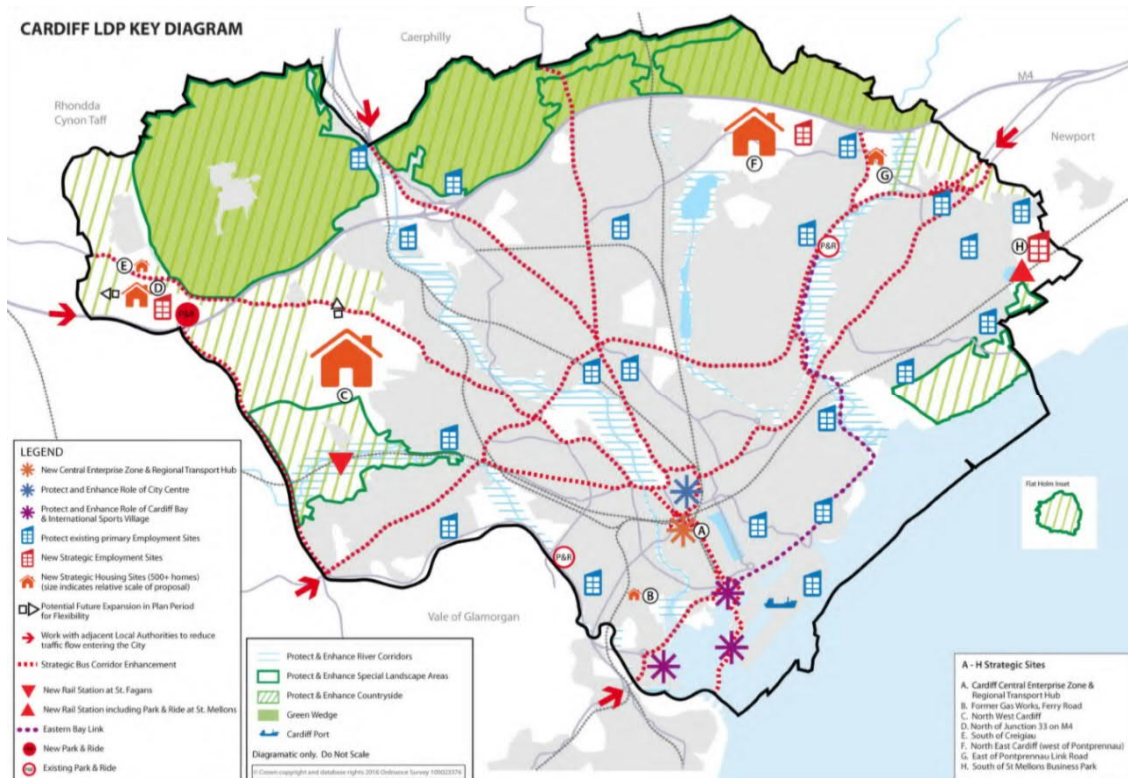 CARDIFF LDP KEY DIAGRAM
Caerphilly
Rhondda
Cynon Taff
M4
Newport
F
G
H
P&R
E
D
P&R
C
A
B
P&R
Vale of Glamorgan
Flat Holm Inset
LEGEND
New Central Enterprise Zone & Regional Transport Hub
Protect and Enhance Role of City Centre
Protect and Enhance Role of Cardiff Bay
& International Sports Village
Protect existing primary Employment Sites
New Strategic Employment Sites
New Strategic Housing Sites (500+ homes)
(size indicates relative scale of proposal)
Potential Future Expansion in Plan Period
for Flexibility
Work with adjacent Local Authorities to reduce
traffic flow entering the City
Strategic Bus Corridor Enhancement
New Rail Station at St. Fagans
New Rail Station including Park & Ride at St. Mellons
Eastern Bay Link
P&R New Park & Ride
P&R Existing Park & Ride
Protect & Enhance River Corridors
Protect & Enhance Special Landscape Areas
Protect & Enhance Countryside
Green Wedge
Cardiff Port
Diagramatic only. Do Not Scale
© Crown copyright and database rights 2016 Ordnance Survey 100023376
A - H Strategic Sites
A. Cardiff Central Enterprise Zone &
Regional Transport Hub
B. Former Gas Works, Ferry Road
C. North West Cardiff
D. North of Junction 33 on M4
E. South of Creigiau
F. North East Cardiff (west of Pontprennau)
G. East of Pontprennau Link Road
H. South of St Mellons Business Park